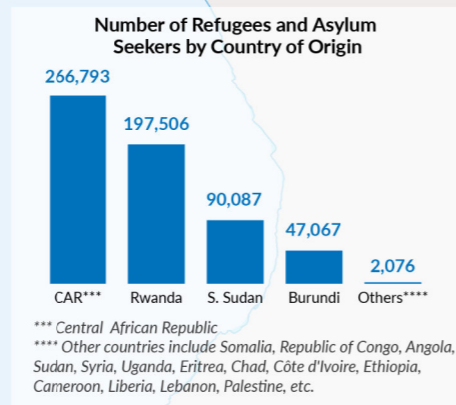 Number of Refugees and Asylum
Seekers by Country of Origin
266,793
197,506
90,087
47,067
2,076
CAR***
Rwanda
S. Sudan
Burundi
Others****
*** Central African Republic
**** Other countries include Somalia, Republic of Congo, Angola,
Sudan, Syria, Uganda, Eritrea, Chad, Côte d'Ivoire, Ethiopia,
Cameroon, Liberia, Lebanon, Palestine, etc.